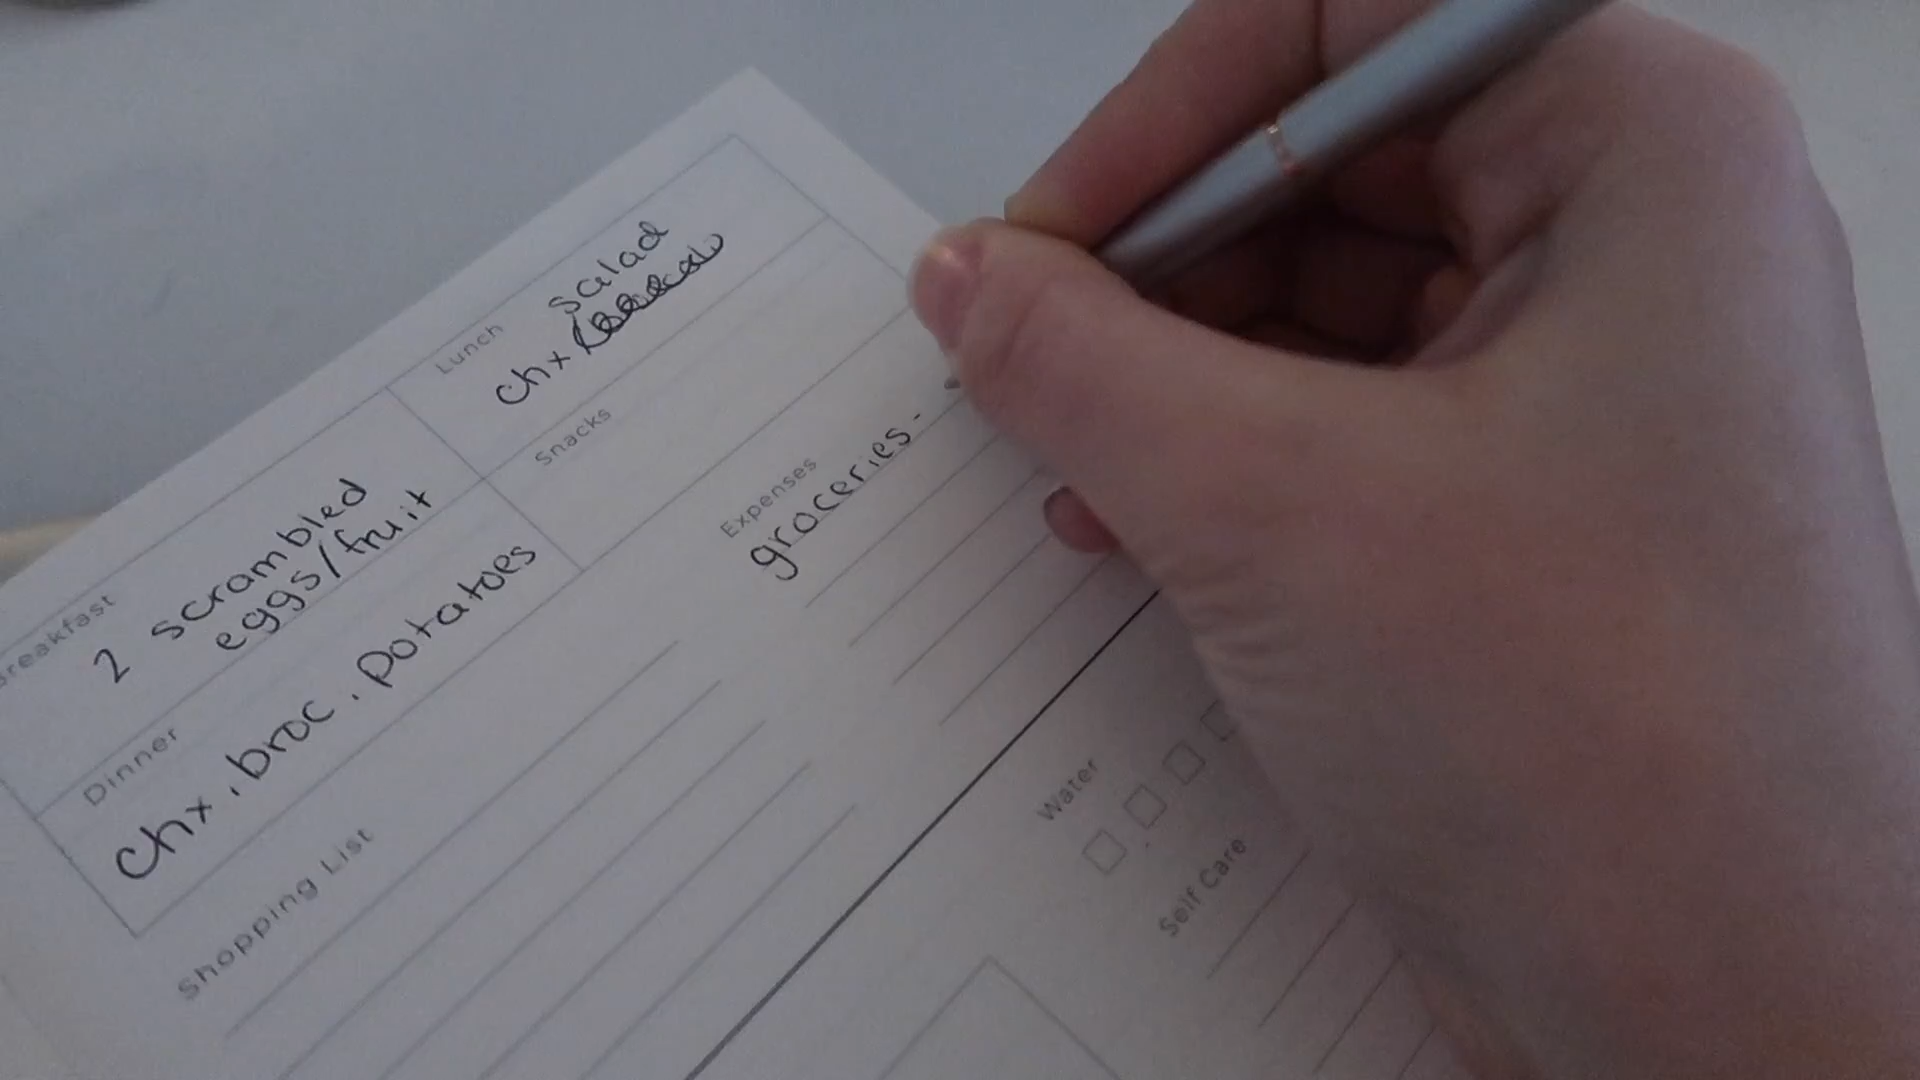 Breakfast
2 scrambled
eggs/fruit
Lunch
salad
chx
Dinner
chx, broc. potatoes
Snacks
Shopping List
Expenses
groceries -
Water
Self Care